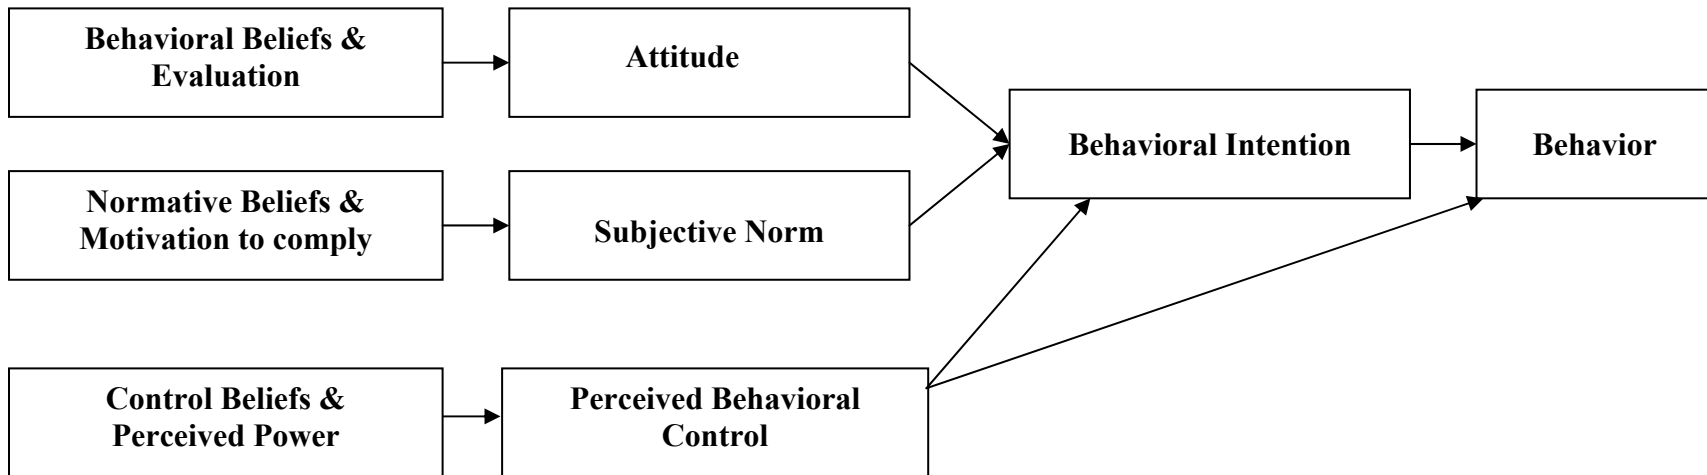 Behavioral Beliefs &
Evaluation
Attitude
Normative Beliefs &
Motivation to comply
Subjective Norm
Control Beliefs &
Perceived Power
Perceived Behavioral
Control
Behavioral Intention
Behavior